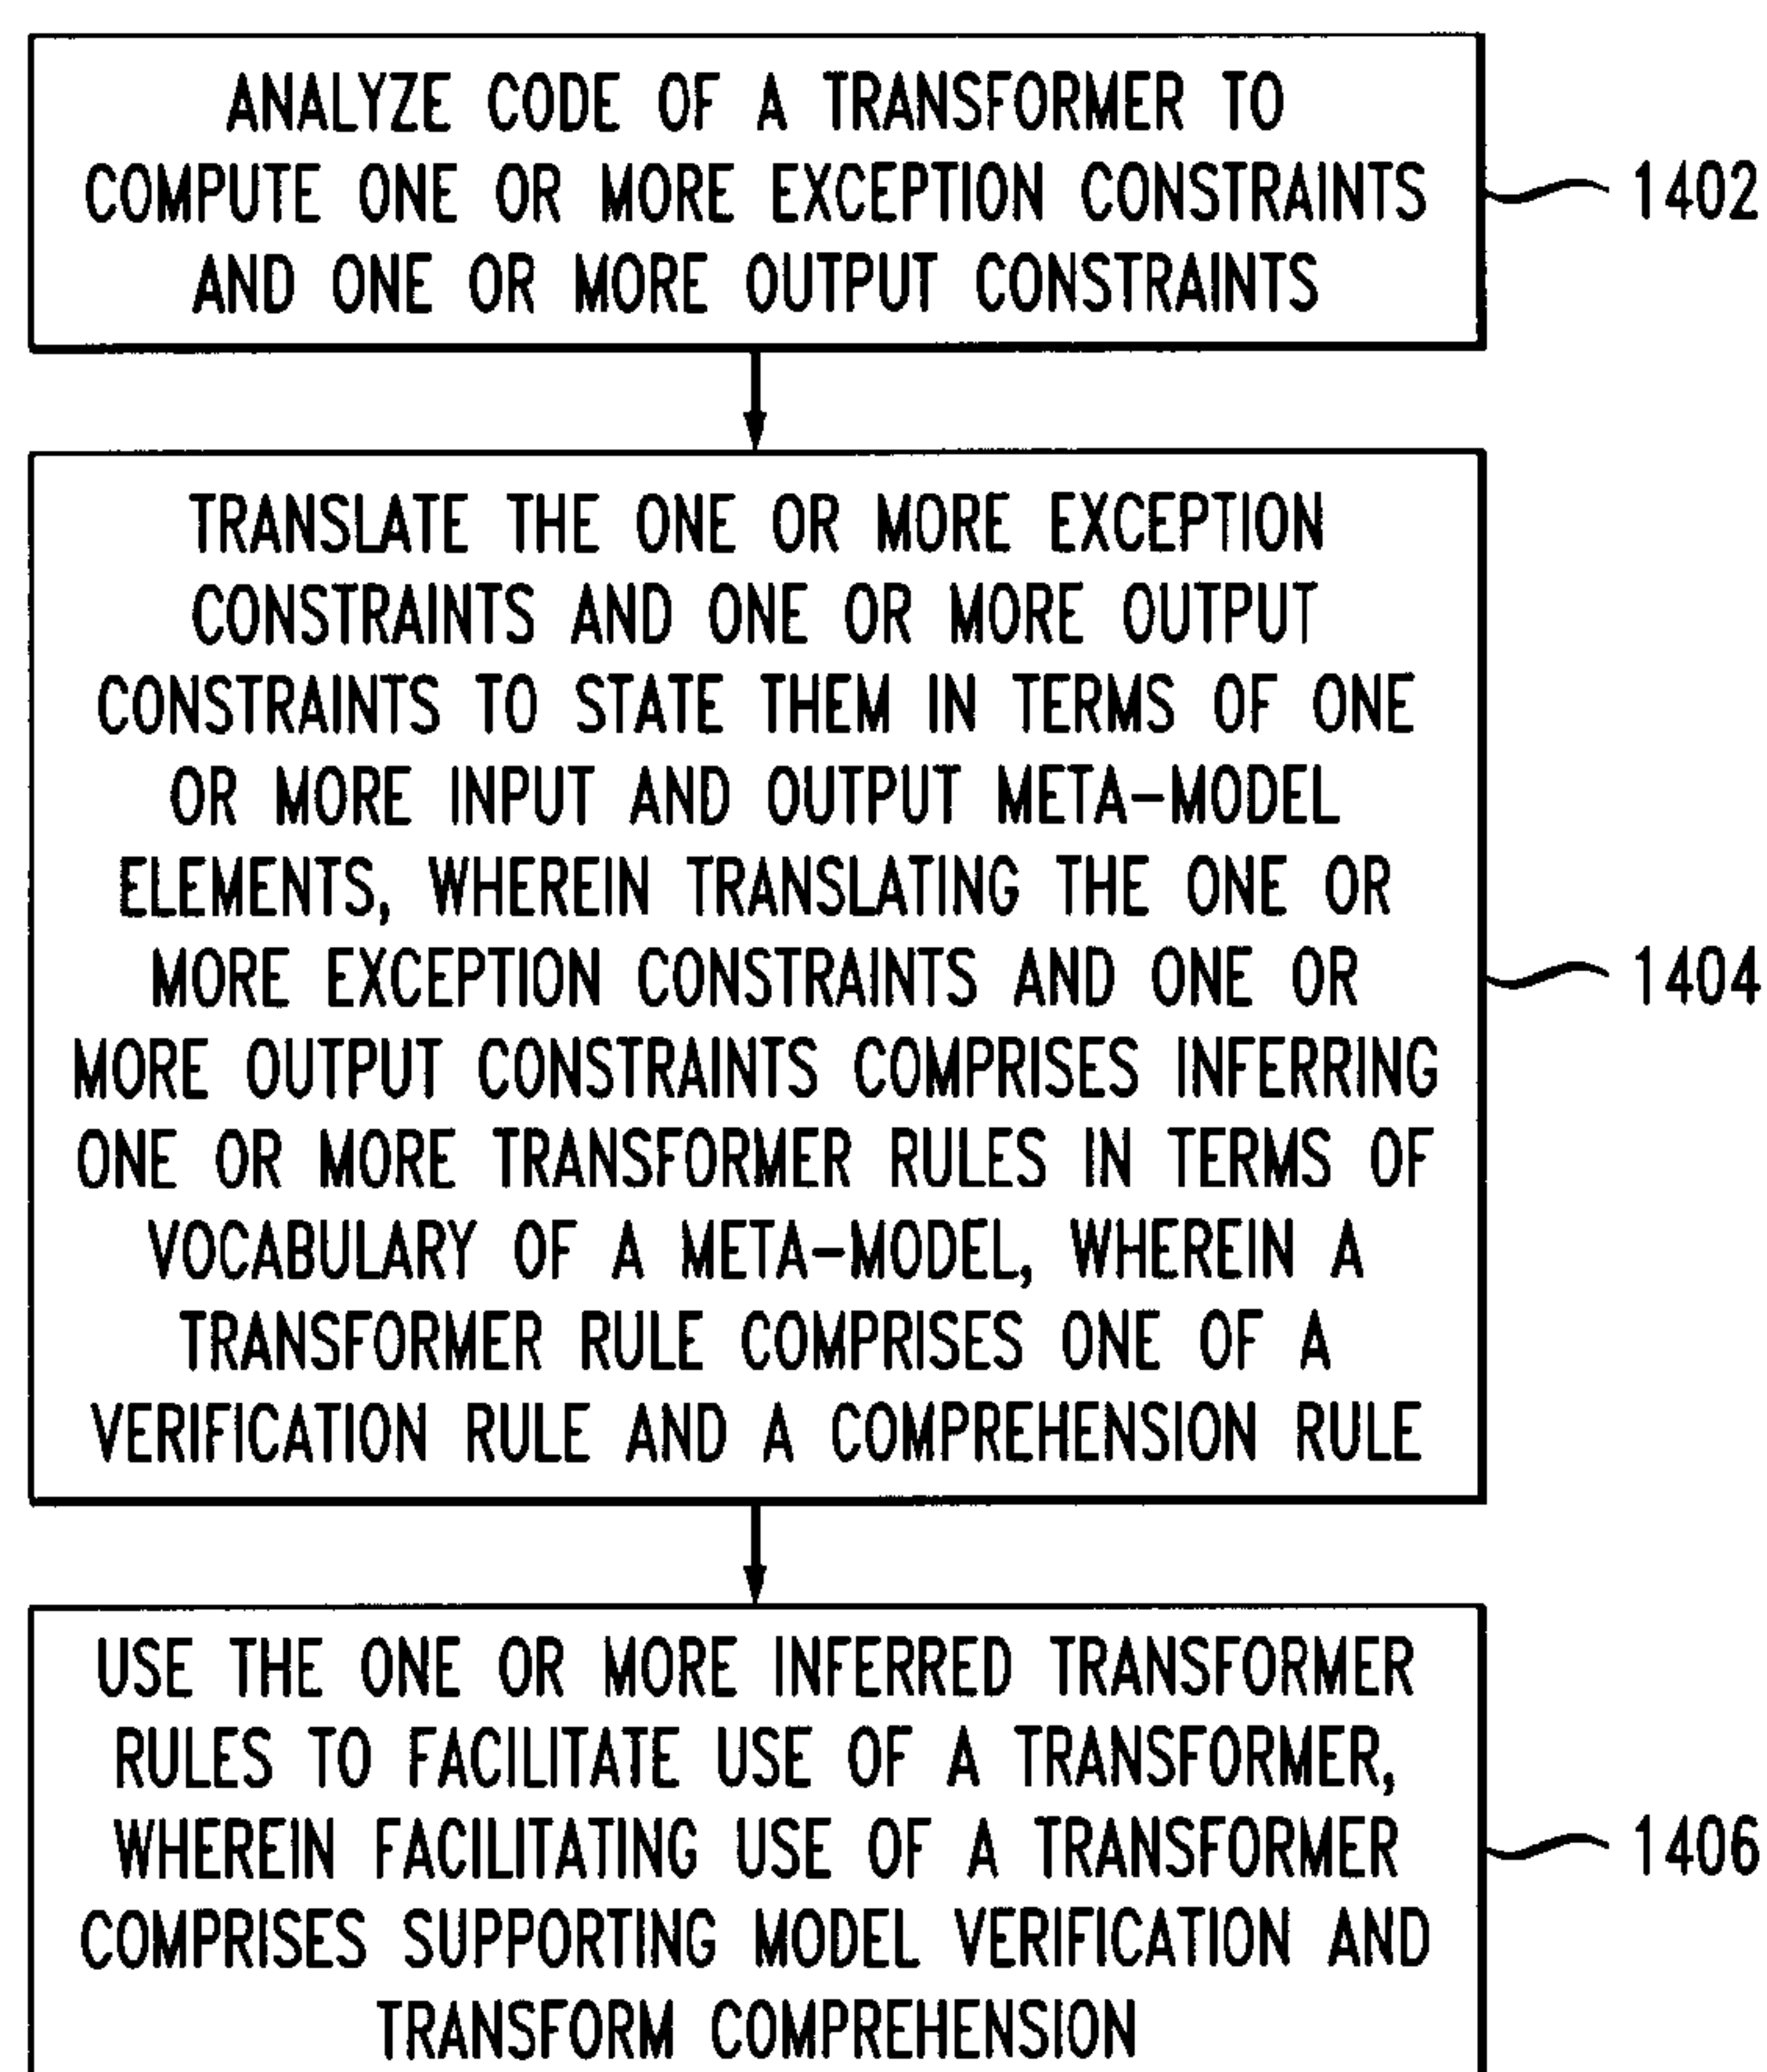 ANALYZE CODE OF A TRANSFORMER TO
COMPUTE ONE OR MORE EXCEPTION CONSTRAINTS
AND ONE OR MORE OUTPUT CONSTRAINTS
1402
TRANSLATE THE ONE OR MORE EXCEPTION
CONSTRAINTS AND ONE OR MORE OUTPUT
CONSTRAINTS TO STATE THEM IN TERMS OF ONE
OR MORE INPUT AND OUTPUT META-MODEL
ELEMENTS, WHEREIN TRANSLATING THE ONE OR
MORE EXCEPTION CONSTRAINTS AND ONE OR
MORE OUTPUT CONSTRAINTS COMPRISES INFERRING
ONE OR MORE TRANSFORMER RULES IN TERMS OF
VOCABULARY OF A META-MODEL, WHEREIN A
TRANSFORMER RULE COMPRISES ONE OF A
VERIFICATION RULE AND A COMPREHENSION RULE
1404
USE THE ONE OR MORE INFERRED TRANSFORMER
RULES TO FACILITATE USE OF A TRANSFORMER,
WHEREIN FACILITATING USE OF A TRANSFORMER
COMPRISES SUPPORTING MODEL VERIFICATION AND
TRANSFORM COMPREHENSION
1406